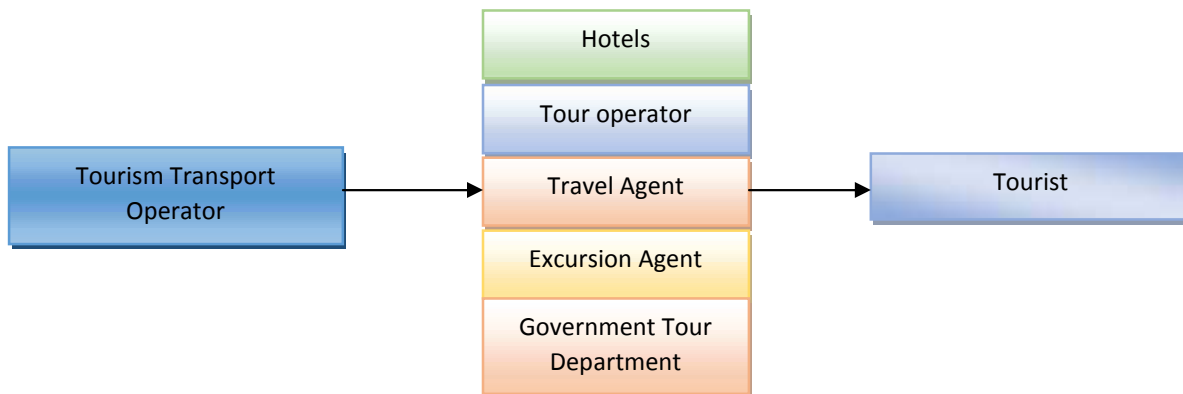 Hotels
Tour operator
Tourism Transport
Operator
Travel Agent
Tourist
Excursion Agent
Government Tour
Department